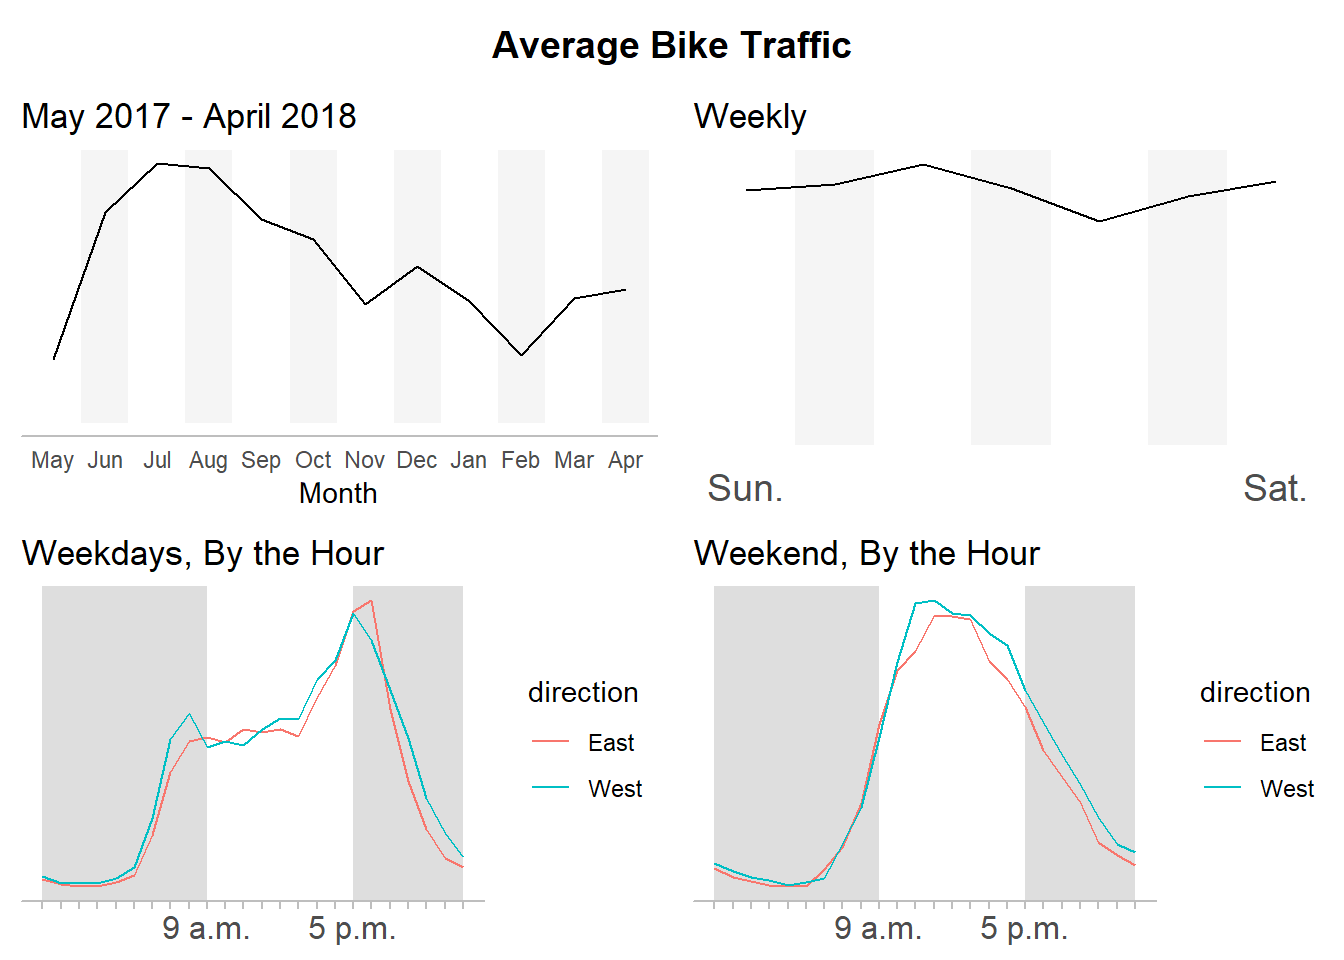 Average Bike Traffic
May 2017 - April 2018
Weekly
May Jun Jul Aug Sep Oct Nov Dec Jan Feb Mar Apr
Month
Sun. Sat.
Weekdays, By the Hour
direction
East
West
9 a.m. 5 p.m.
Weekend, By the Hour
direction
East
West
9 a.m. 5 p.m.